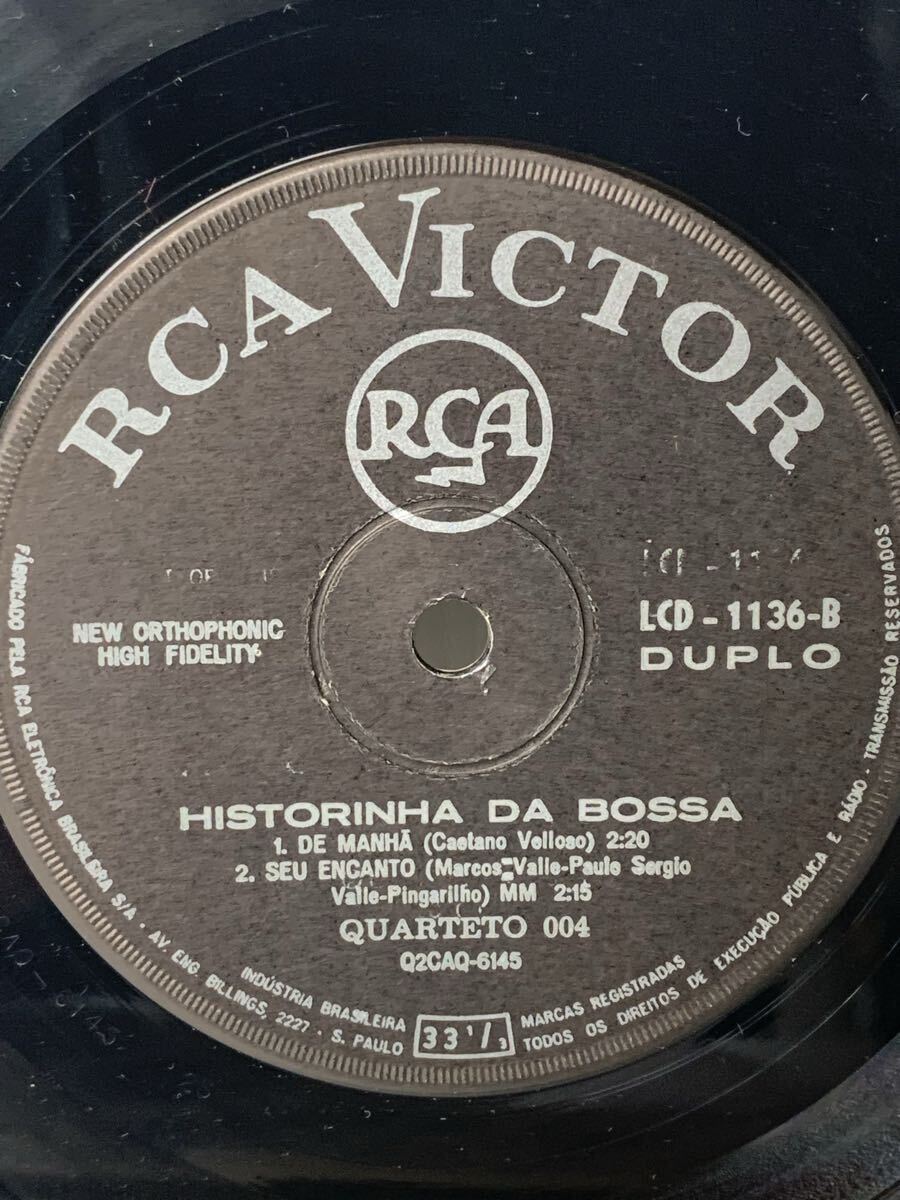 RCA VICTOR
RCA
NEW ORTHOPHONIC
HIGH FIDELITY
LCD - 1136-B
DUPLO
HISTORINHA DA BOSSA
1. DE MANHÃ (Caetano Velloso) 2:20
2. SEU ENCANTO (Marcos-Valle-Paulo Sergio
Valle-Pingarilho) MM 2:15
QUARTETO 004
Q2CAQ-6145
INDÚSTRIA BRASILEIRA
33 1/3
MARCAS REGISTRADAS
FABRICADO PELA RCA ELETRÔNICA BRASILEIRA S/A · AV. ENG. BILLINGS, 2227 · S. PAULO
TODOS OS DIREITOS DE EXECUÇÃO PÚBLICA E RÁDIO - TRANSMISSÃO RESERVADOS